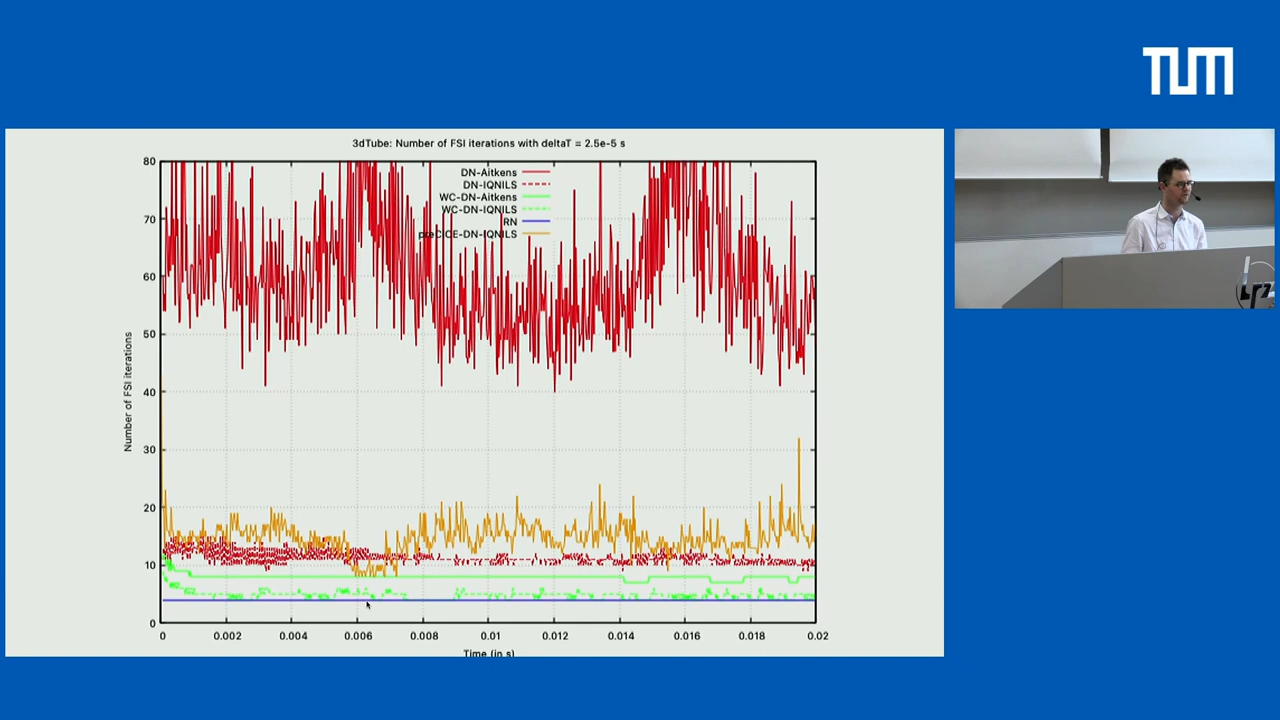 TUM
3dTube: Number of FSI iterations with deltaT = 2.5e-5 s
80
70
60
50
40
30
20
10
0
Number of FSI iterations
DN-Aitkens
DN-IQNILS
WC-DN-Aitkens
WC-DN-IQNILS
RN
preCICE-DN-IQNILS
0
0.002
0.004
0.006
0.008
0.01
0.012
0.014
0.016
0.018
0.02
Time (in s)
lrz